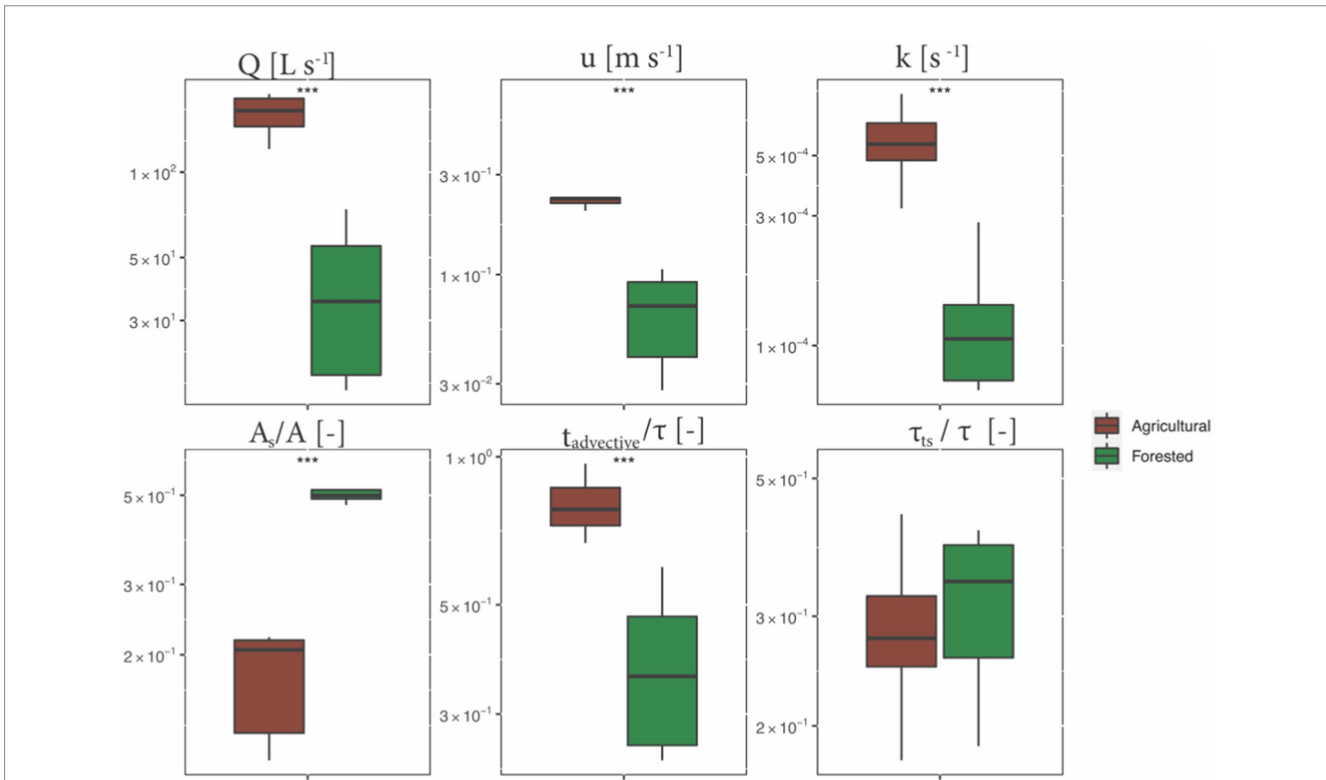 Q [L s⁻¹]
u [m s⁻¹]
k [s⁻¹]
***
***
***
1 × 10²
5 × 10¹
3 × 10¹
3 × 10⁻¹
1 × 10⁻¹
3 × 10⁻²
5 × 10⁻⁴
3 × 10⁻⁴
1 × 10⁻⁴
Aₛ/A [-]
t_advective/τ [-]
τ_ts / τ [-]
***
***
5 × 10⁻¹
3 × 10⁻¹
2 × 10⁻¹
1 × 10⁰
5 × 10⁻¹
3 × 10⁻¹
5 × 10⁻¹
3 × 10⁻¹
2 × 10⁻¹
Agricultural
Forested